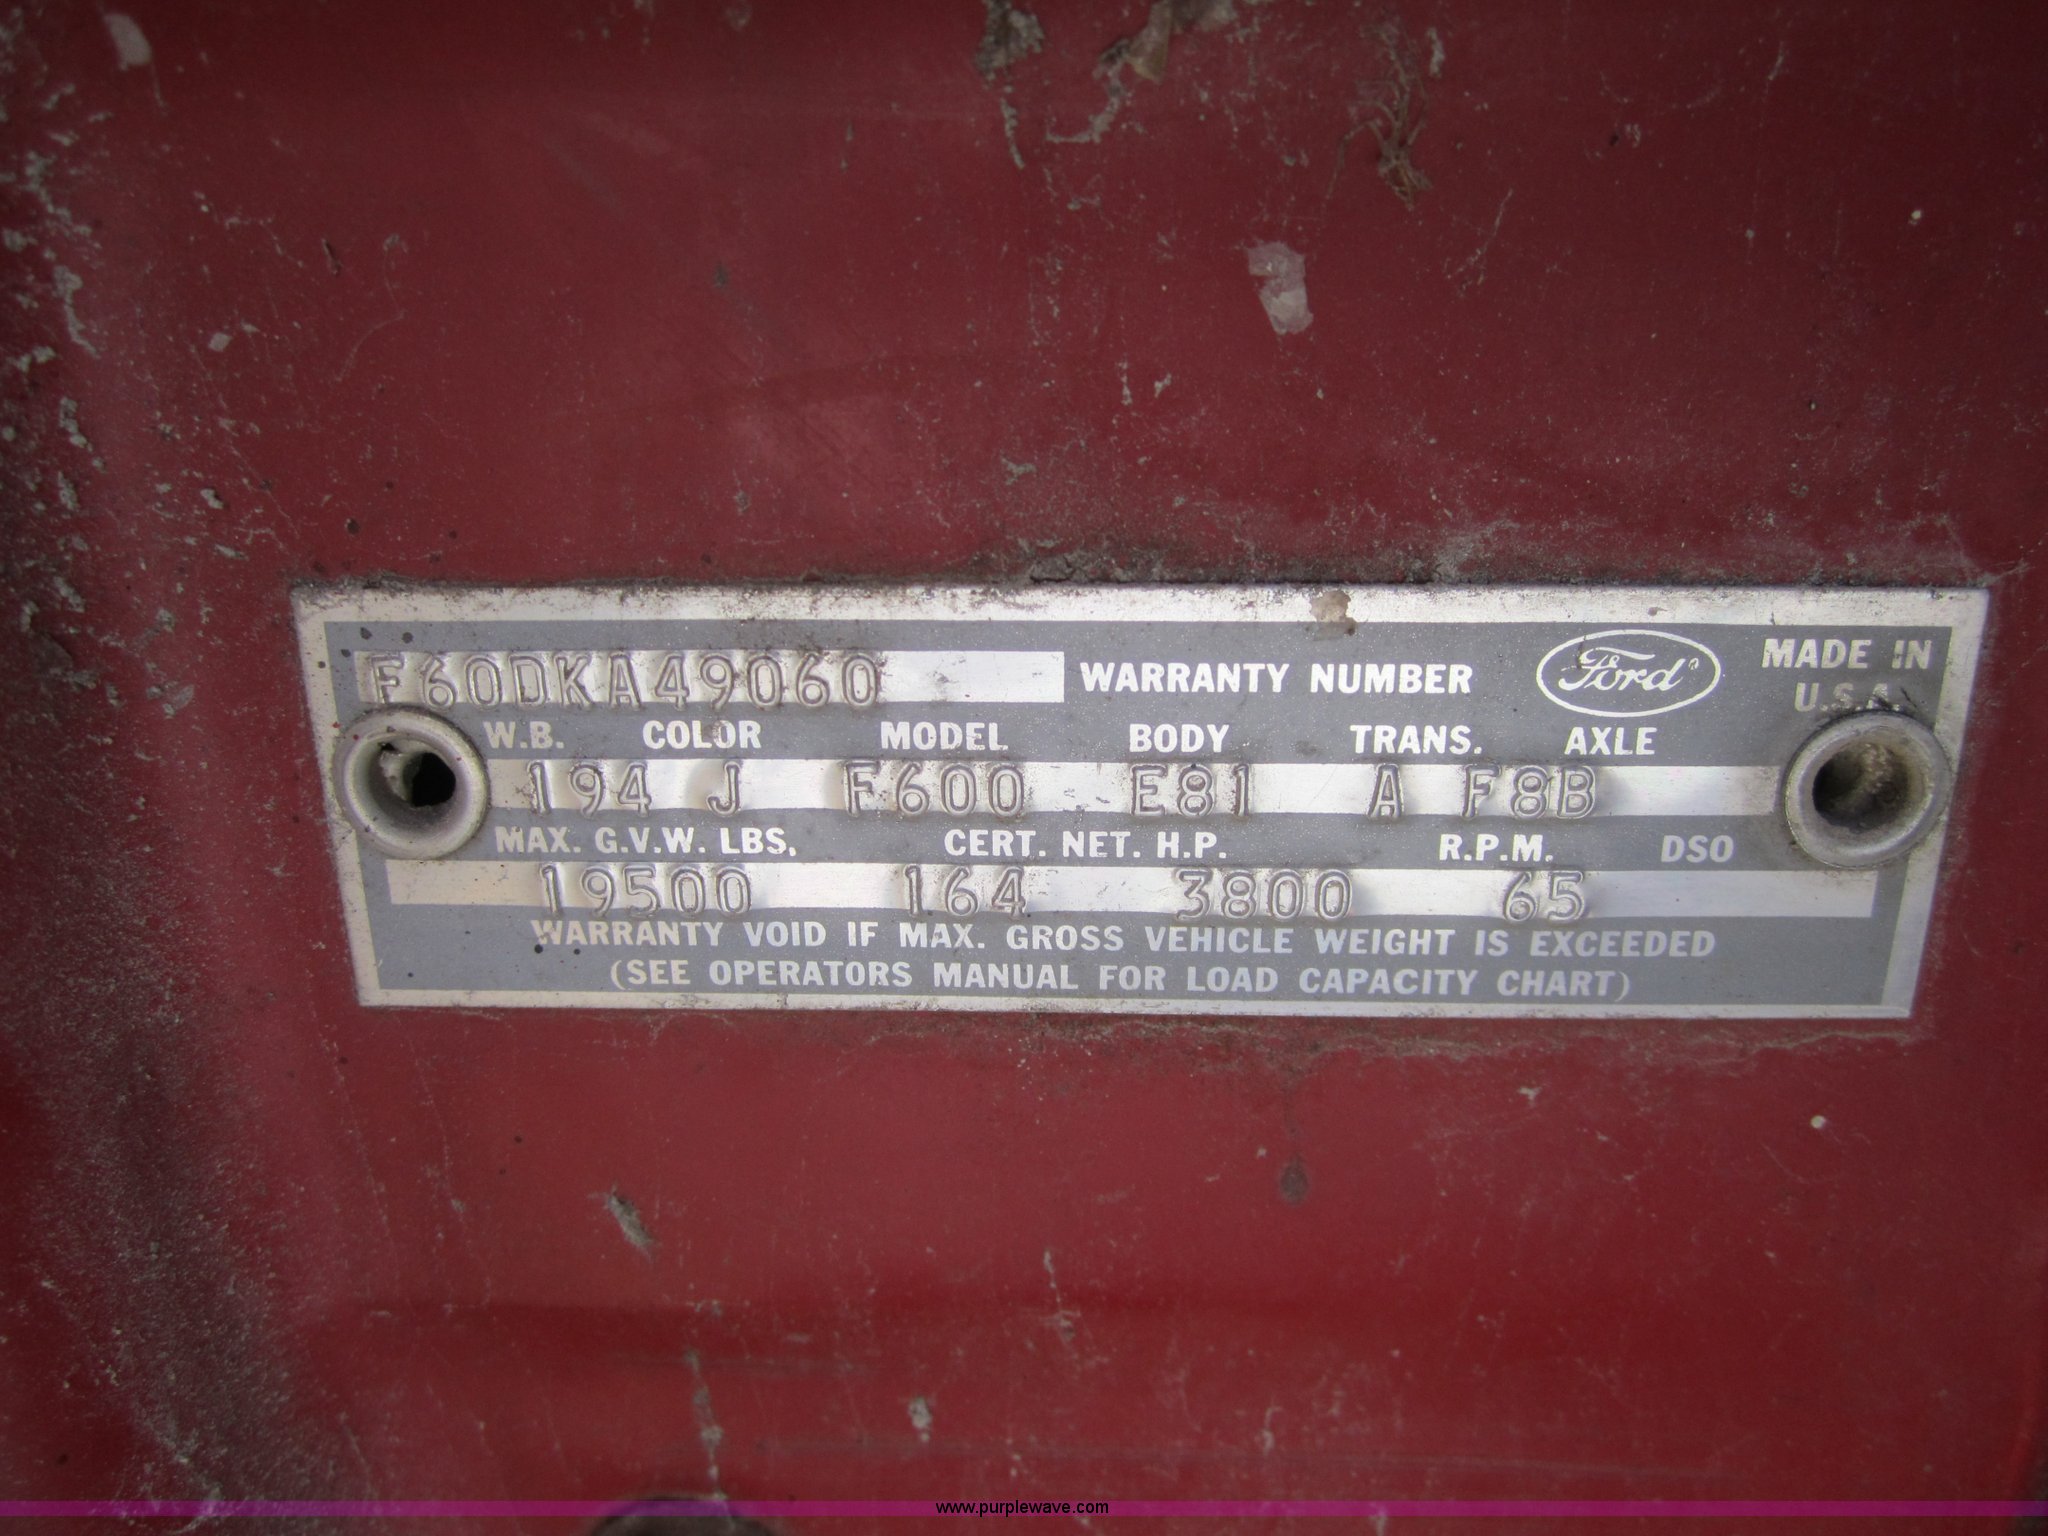 F60DKA49060 WARRANTY NUMBER Ford MADE IN
U.S.A.
W.B. COLOR MODEL BODY TRANS. AXLE
194 J F600 E81 A F8B
MAX. G.V.W. LBS. CERT. NET. H.P. R.P.M. DSO
19500 164 3800 65
WARRANTY VOID IF MAX. GROSS VEHICLE WEIGHT IS EXCEEDED
(SEE OPERATORS MANUAL FOR LOAD CAPACITY CHART)
www.purplewave.com